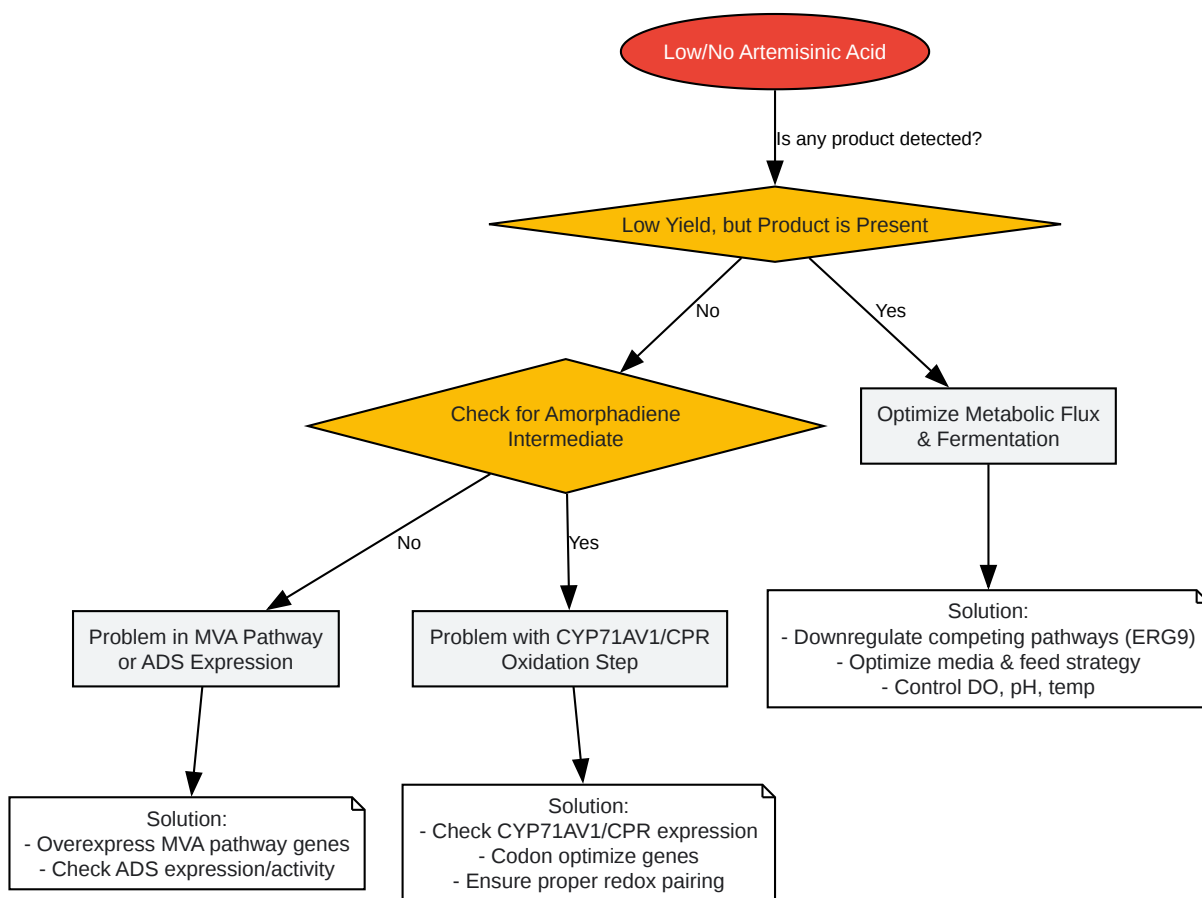 Low/No Artemisinic Acid
Is any product detected?
Low Yield, but Product is Present
No
Yes
Check for Amorphadiene
Intermediate
Optimize Metabolic Flux
& Fermentation
No
Yes
Problem in MVA Pathway
or ADS Expression
Problem with CYP71AV1/CPR
Oxidation Step
Solution:
- Downregulate competing pathways (ERG9)
- Optimize media & feed strategy
- Control DO, pH, temp
Solution:
- Overexpress MVA pathway genes
- Check ADS expression/activity
Solution:
- Check CYP71AV1/CPR expression
- Codon optimize genes
- Ensure proper redox pairing